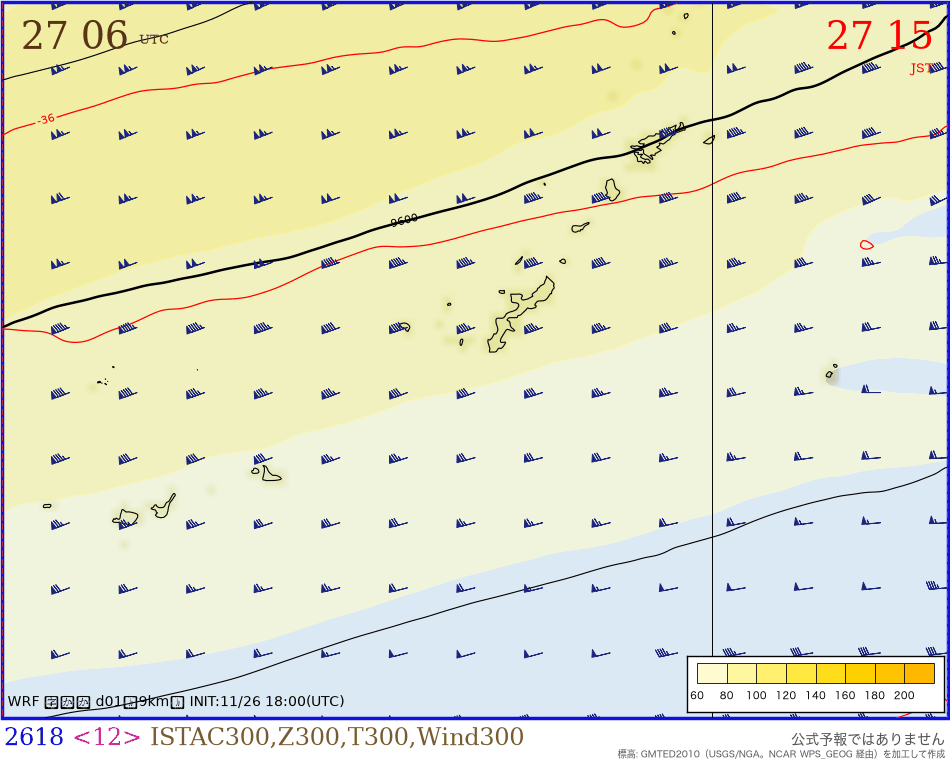 27 06 UTC
27 15
JST
-36
9600
WRF d01 9km INIT:11/26 18:00(UTC)
60 80 100 120 140 160 180 200
2618 <12> ISTAC300,Z300,T300,Wind300
公式予報ではありません
標高: GMTED2010（USGS/NGA。NCAR WPS_GEOG 経由）を加工して作成